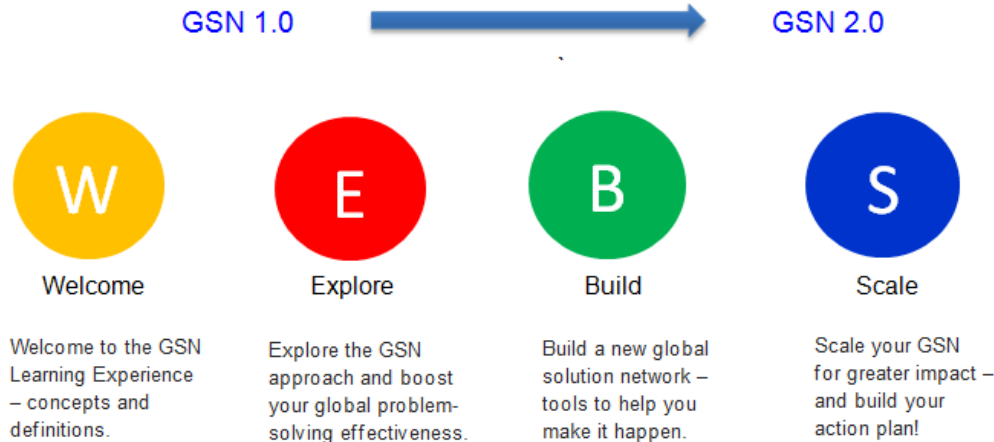 GSN 1.0
GSN 2.0
`
W
E
B
S
Welcome
Explore
Build
Scale
Welcome to the GSN
Learning Experience
– concepts and
definitions.
Explore the GSN
approach and boost
your global problem-
solving effectiveness.
Build a new global
solution network –
tools to help you
make it happen.
Scale your GSN
for greater impact –
and build your
action plan!